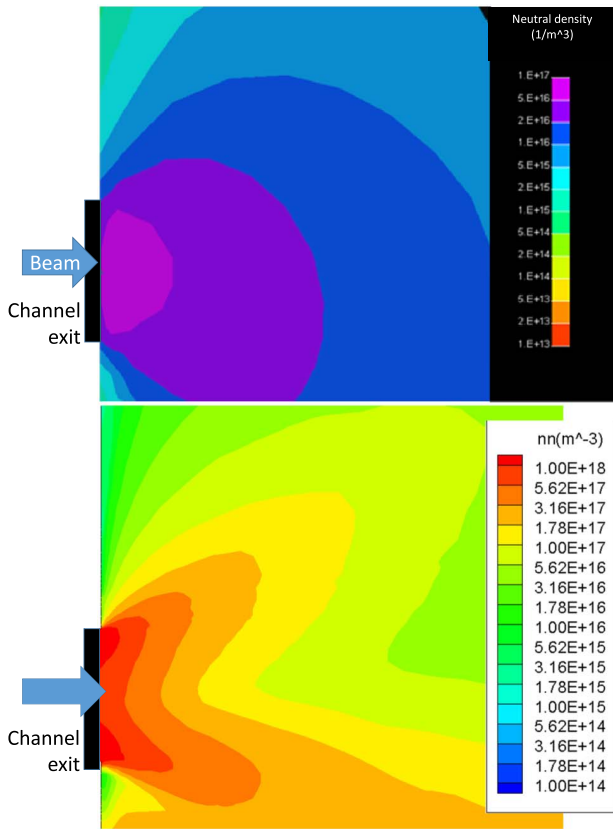 Neutral density
(1/m^3)
1.E+17
5.E+16
2.E+16
1.E+16
5.E+15
2.E+15
1.E+15
5.E+14
2.E+14
1.E+14
5.E+13
2.E+13
1.E+13
Beam
Channel
exit
nn(m^-3)
1.00E+18
5.62E+17
3.16E+17
1.78E+17
1.00E+17
5.62E+16
3.16E+16
1.78E+16
1.00E+16
5.62E+15
3.16E+15
1.78E+15
1.00E+15
5.62E+14
3.16E+14
1.78E+14
1.00E+14
Channel
exit